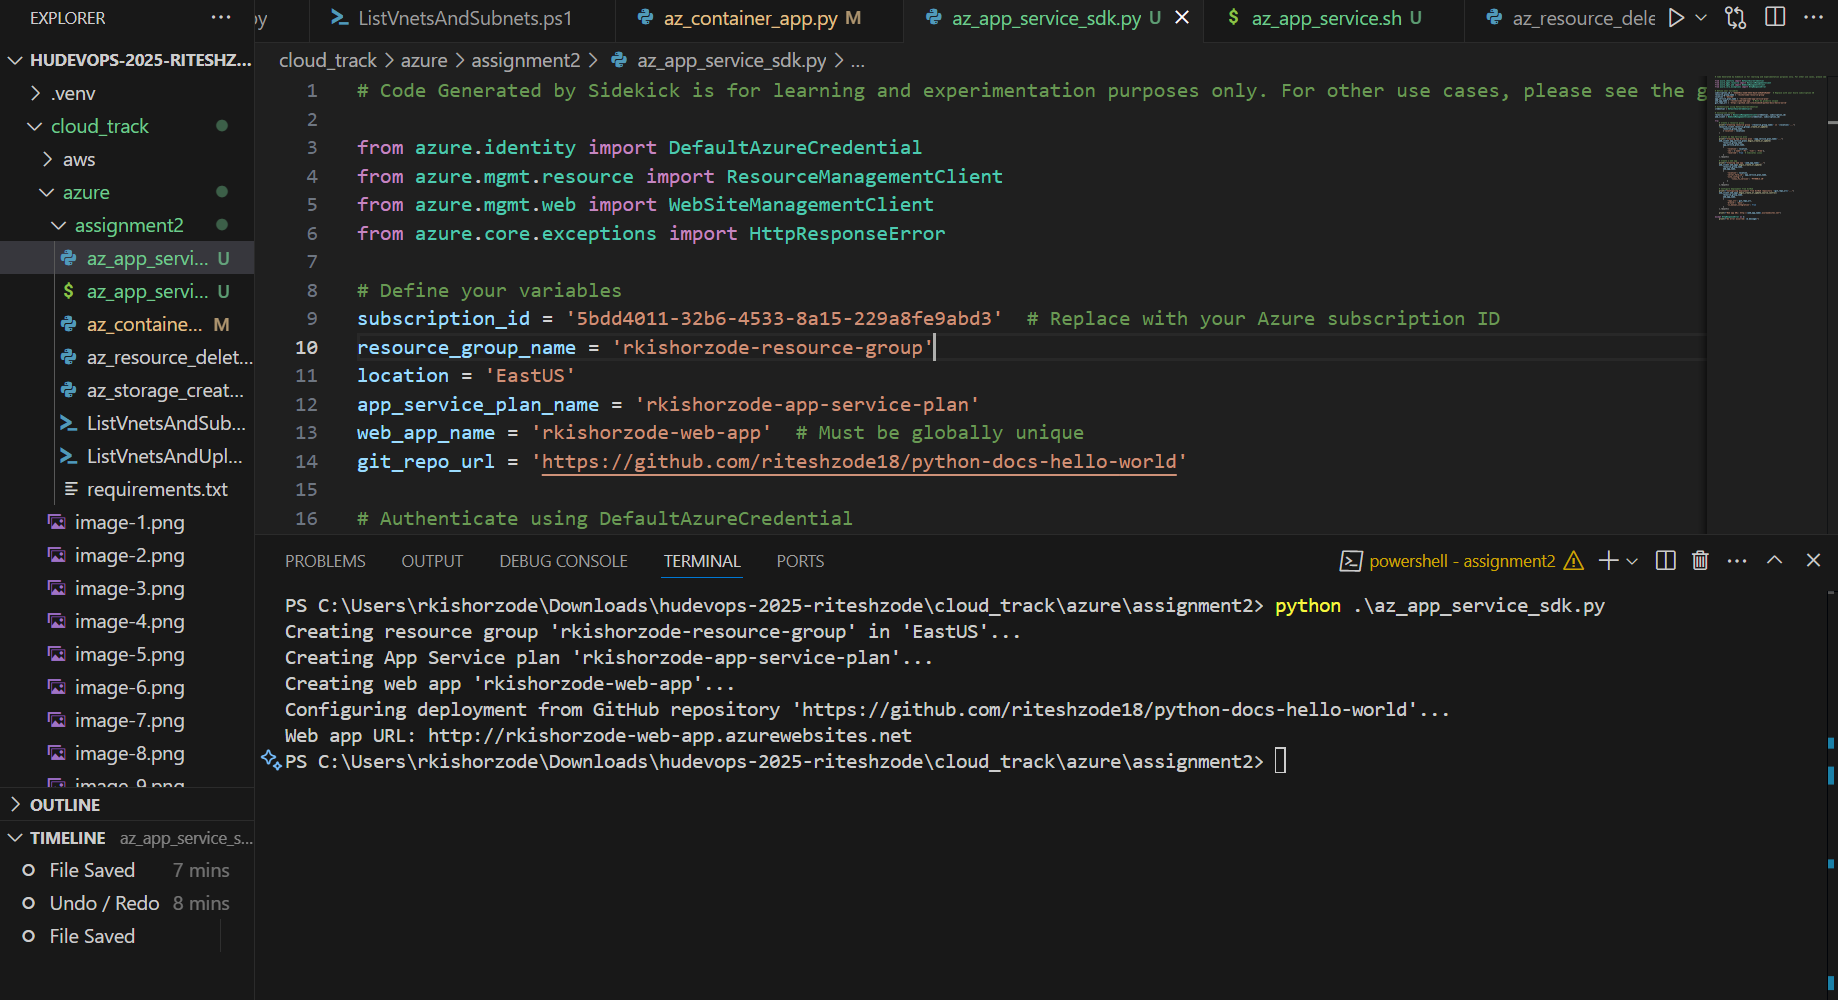 EXPLORER ...
HUDEVOPS-2025-RITESHZ...
.venv
cloud_track
aws
azure
assignment2
az_app_servi... U
az_app_servi... U
az_containe... M
az_resource_delet...
az_storage_creat...
ListVnetsAndSub...
ListVnetsAndUpl...
requirements.txt
image-1.png
image-2.png
image-3.png
image-4.png
image-5.png
image-6.png
image-7.png
image-8.png
image-9.png
OUTLINE
TIMELINE az_app_service_s...
File Saved 7 mins
Undo / Redo 8 mins
File Saved
py ListVnetsAndSubnets.ps1 az_container_app.py M az_app_service_sdk.py U az_app_service.sh U az_resource_dele
cloud_track > azure > assignment2 > az_app_service_sdk.py > ...
1 # Code Generated by Sidekick is for learning and experimentation purposes only. For other use cases, please see the g
2
3 from azure.identity import DefaultAzureCredential
4 from azure.mgmt.resource import ResourceManagementClient
5 from azure.mgmt.web import WebSiteManagementClient
6 from azure.core.exceptions import HttpResponseError
7
8 # Define your variables
9 subscription_id = '5bdd4011-32b6-4533-8a15-229a8fe9abd3' # Replace with your Azure subscription ID
10 resource_group_name = 'rkishorzode-resource-group'
11 location = 'EastUS'
12 app_service_plan_name = 'rkishorzode-app-service-plan'
13 web_app_name = 'rkishorzode-web-app' # Must be globally unique
14 git_repo_url = 'https://github.com/riteshzode18/python-docs-hello-world'
15
16 # Authenticate using DefaultAzureCredential
PROBLEMS OUTPUT DEBUG CONSOLE TERMINAL PORTS powershell - assignment2
PS C:\Users\rkishorzode\Downloads\hudevops-2025-riteshzode\cloud_track\azure\assignment2> python .\az_app_service_sdk.py
Creating resource group 'rkishorzode-resource-group' in 'EastUS'...
Creating App Service plan 'rkishorzode-app-service-plan'...
Creating web app 'rkishorzode-web-app'...
Configuring deployment from GitHub repository 'https://github.com/riteshzode18/python-docs-hello-world'...
Web app URL: http://rkishorzode-web-app.azurewebsites.net
PS C:\Users\rkishorzode\Downloads\hudevops-2025-riteshzode\cloud_track\azure\assignment2>